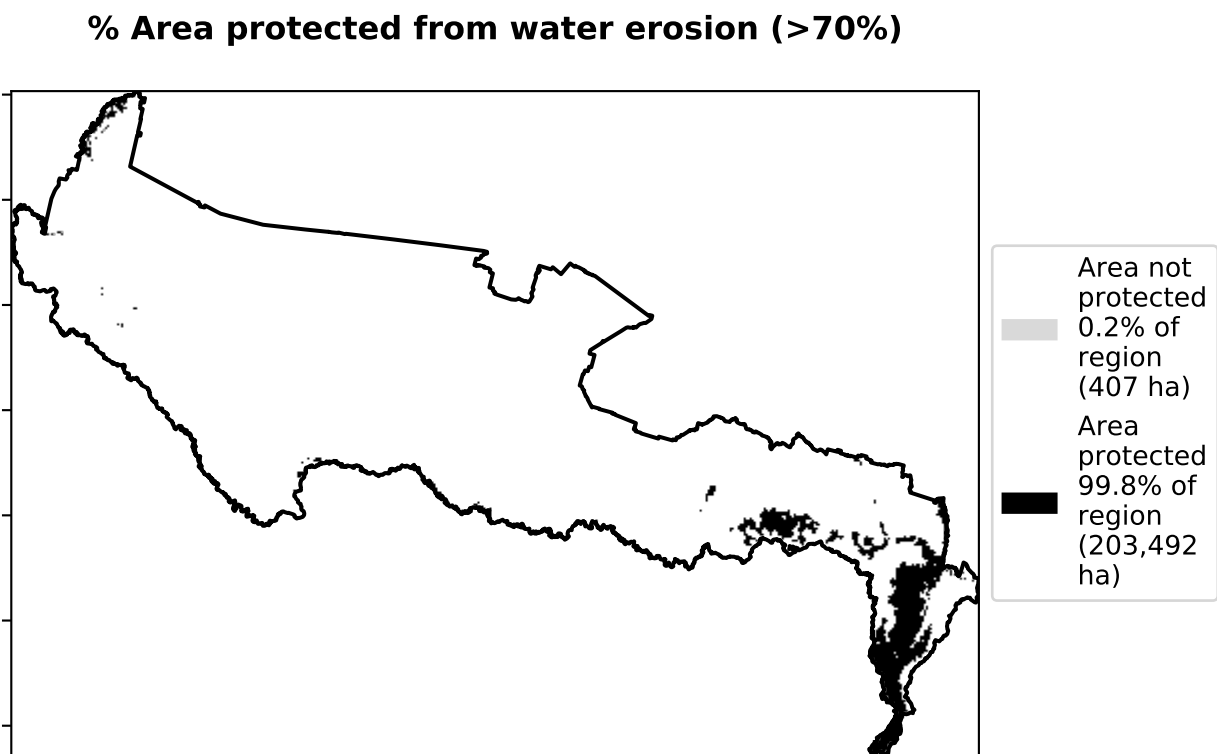 % Area protected from water erosion (>70%)
Area not
protected
0.2% of
region
(407 ha)
Area
protected
99.8% of
region
(203,492
ha)